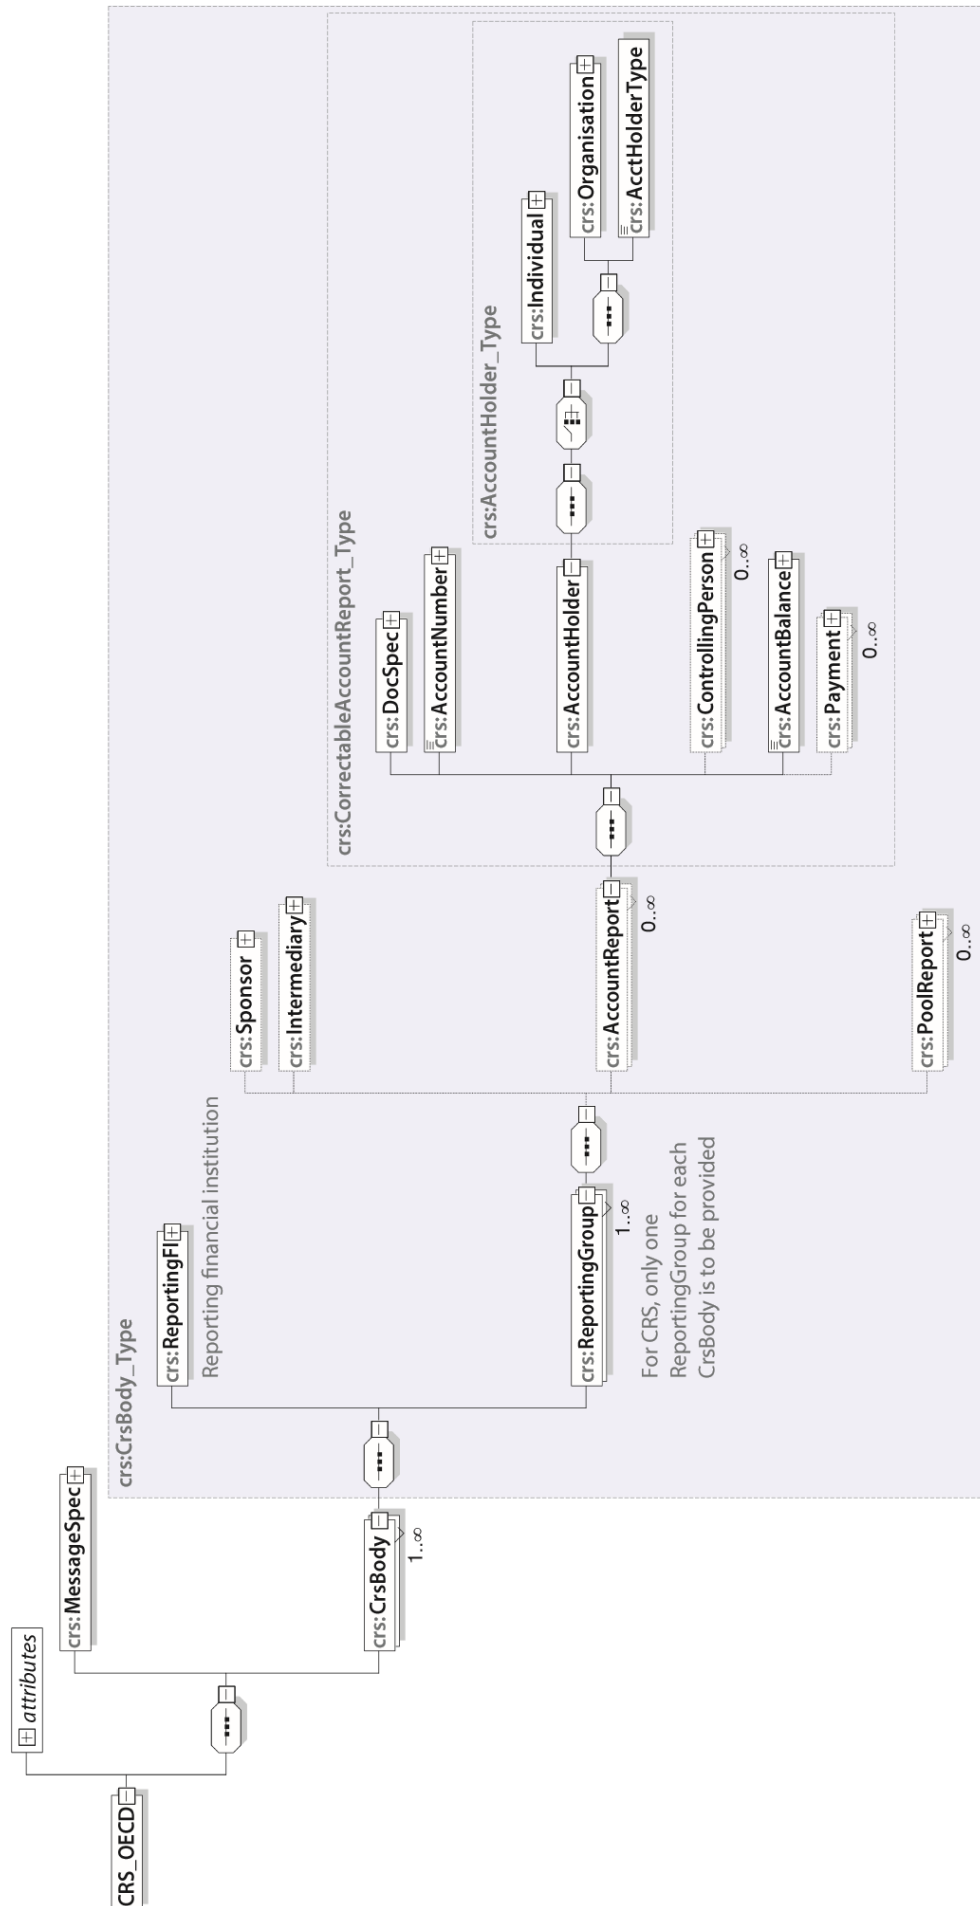 CRS_OECD
attributes
crs:MessageSpec
crs:CrsBody
1..∞
crs:CrsBody_Type
crs:ReportingFI
Reporting financial institution
crs:ReportingGroup
1..∞
For CRS, only one
ReportingGroup for each
CrsBody is to be provided
crs:Sponsor
crs:Intermediary
crs:AccountReport
0..∞
crs:PoolReport
0..∞
crs:CorrectableAccountReport_Type
crs:DocSpec
crs:AccountNumber
crs:AccountHolder
crs:ControllingPerson
0..∞
crs:AccountBalance
crs:Payment
0..∞
crs:AccountHolder_Type
crs:Individual
crs:Organisation
crs:AcctHolderType